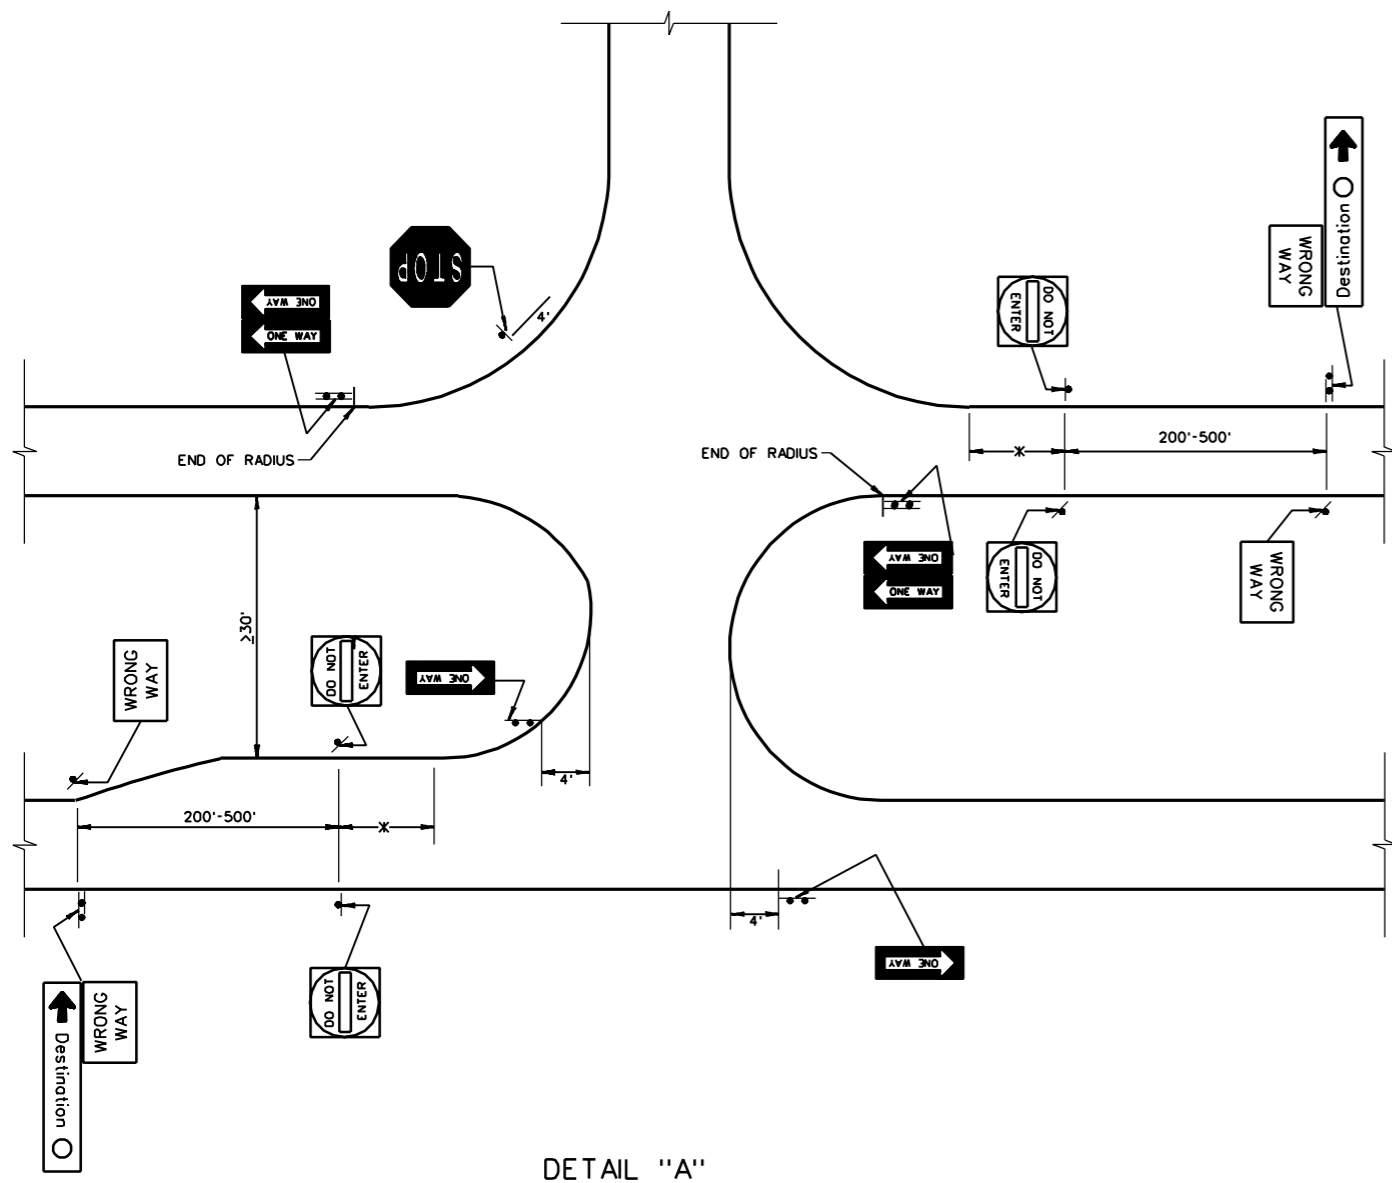 Destination
WRONG
WAY
STOP
4'
DO NOT
ENTER
ONE WAY
ONE WAY
END OF RADIUS
END OF RADIUS
200'-500'
ONE WAY
ONE WAY
DO NOT
ENTER
WRONG
WAY
≥30'
WRONG
WAY
DO NOT
ENTER
ONE WAY
4'
200'-500'
4'
ONE WAY
DO NOT
ENTER
WRONG
WAY
Destination
DETAIL "A"